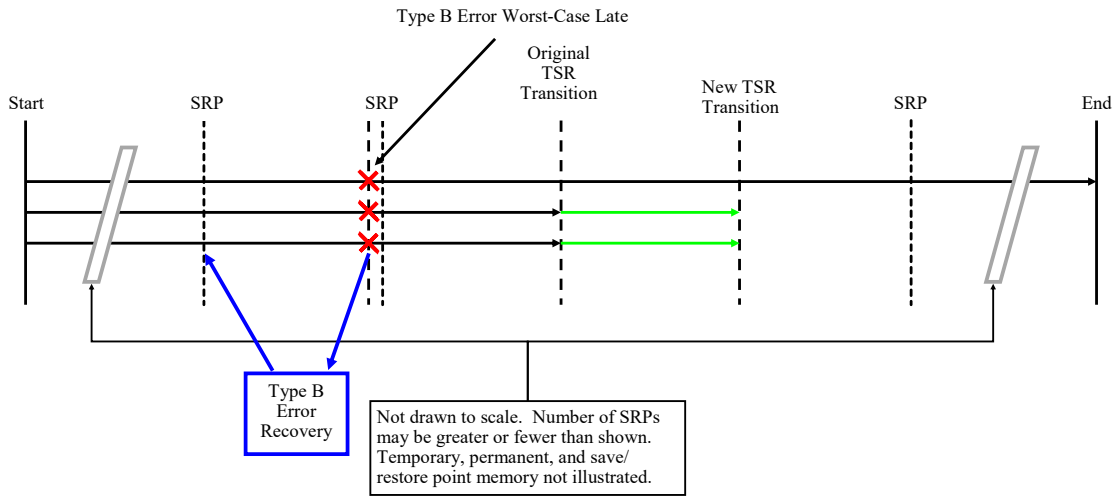 Type B Error Worst-Case Late
Original
TSR
Transition
New TSR
Transition
Start
SRP
SRP
SRP
End
Type B
Error
Recovery
Not drawn to scale. Number of SRPs
may be greater or fewer than shown.
Temporary, permanent, and save/
restore point memory not illustrated.